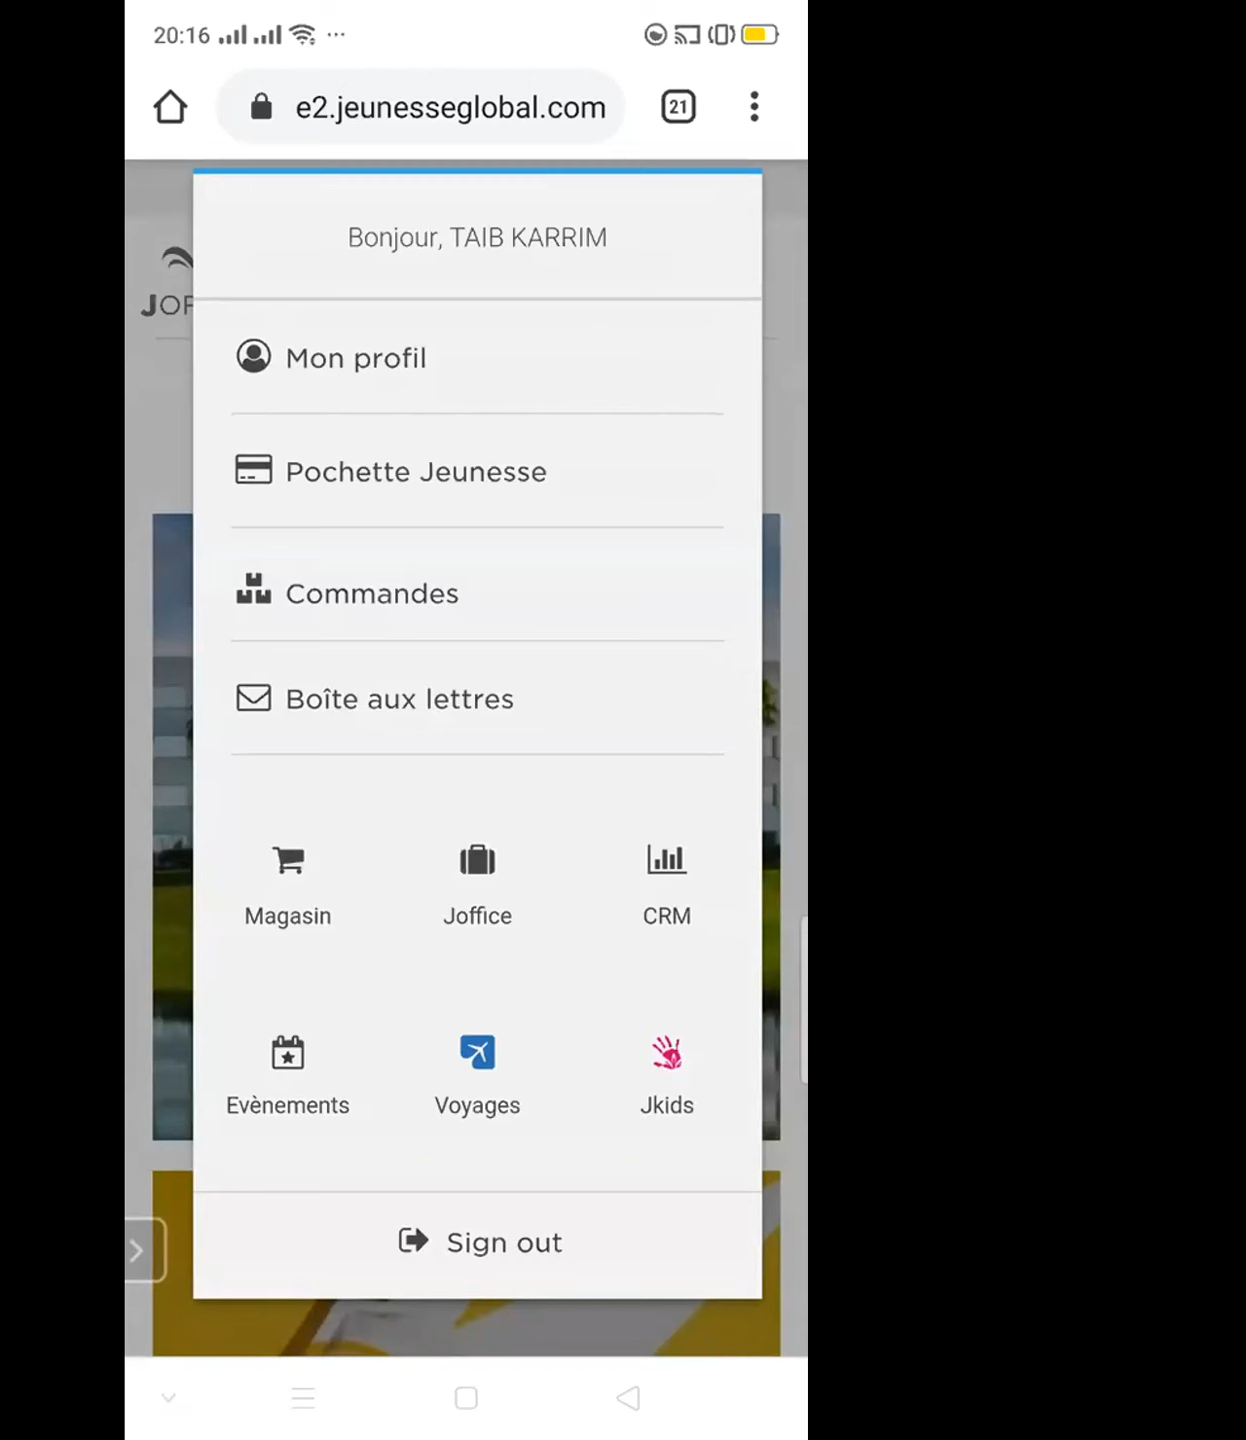 20:16
e2.jeunesseglobal.com
21
Bonjour, TAIB KARRIM
JOF
Mon profil
Pochette Jeunesse
Commandes
Boîte aux lettres
Magasin
Joffice
CRM
Evènements
Voyages
Jkids
Sign out